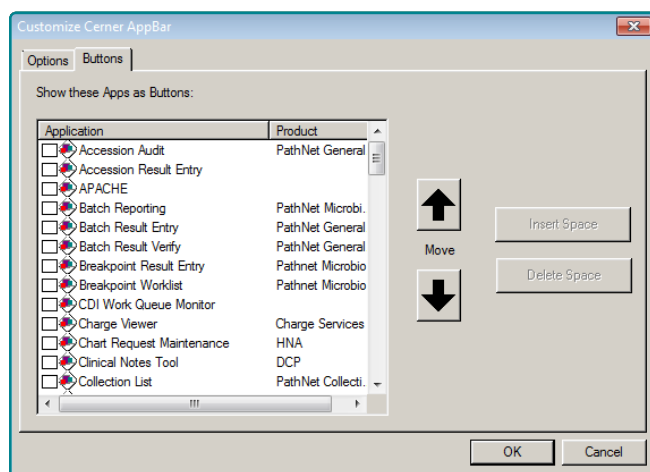 Customize Cerner AppBar
Options Buttons
Show these Apps as Buttons:
Application Product
Accession Audit PathNet General
Accession Result Entry
APACHE
Batch Reporting PathNet Microbi.
Batch Result Entry PathNet General
Batch Result Verify PathNet General
Breakpoint Result Entry Pathnet Microbio
Breakpoint Worklist Pathnet Microbio
CDI Work Queue Monitor
Charge Viewer Charge Services
Chart Request Maintenance HNA
Clinical Notes Tool DCP
Collection List PathNet Collecti.
Move
Insert Space
Delete Space
OK Cancel